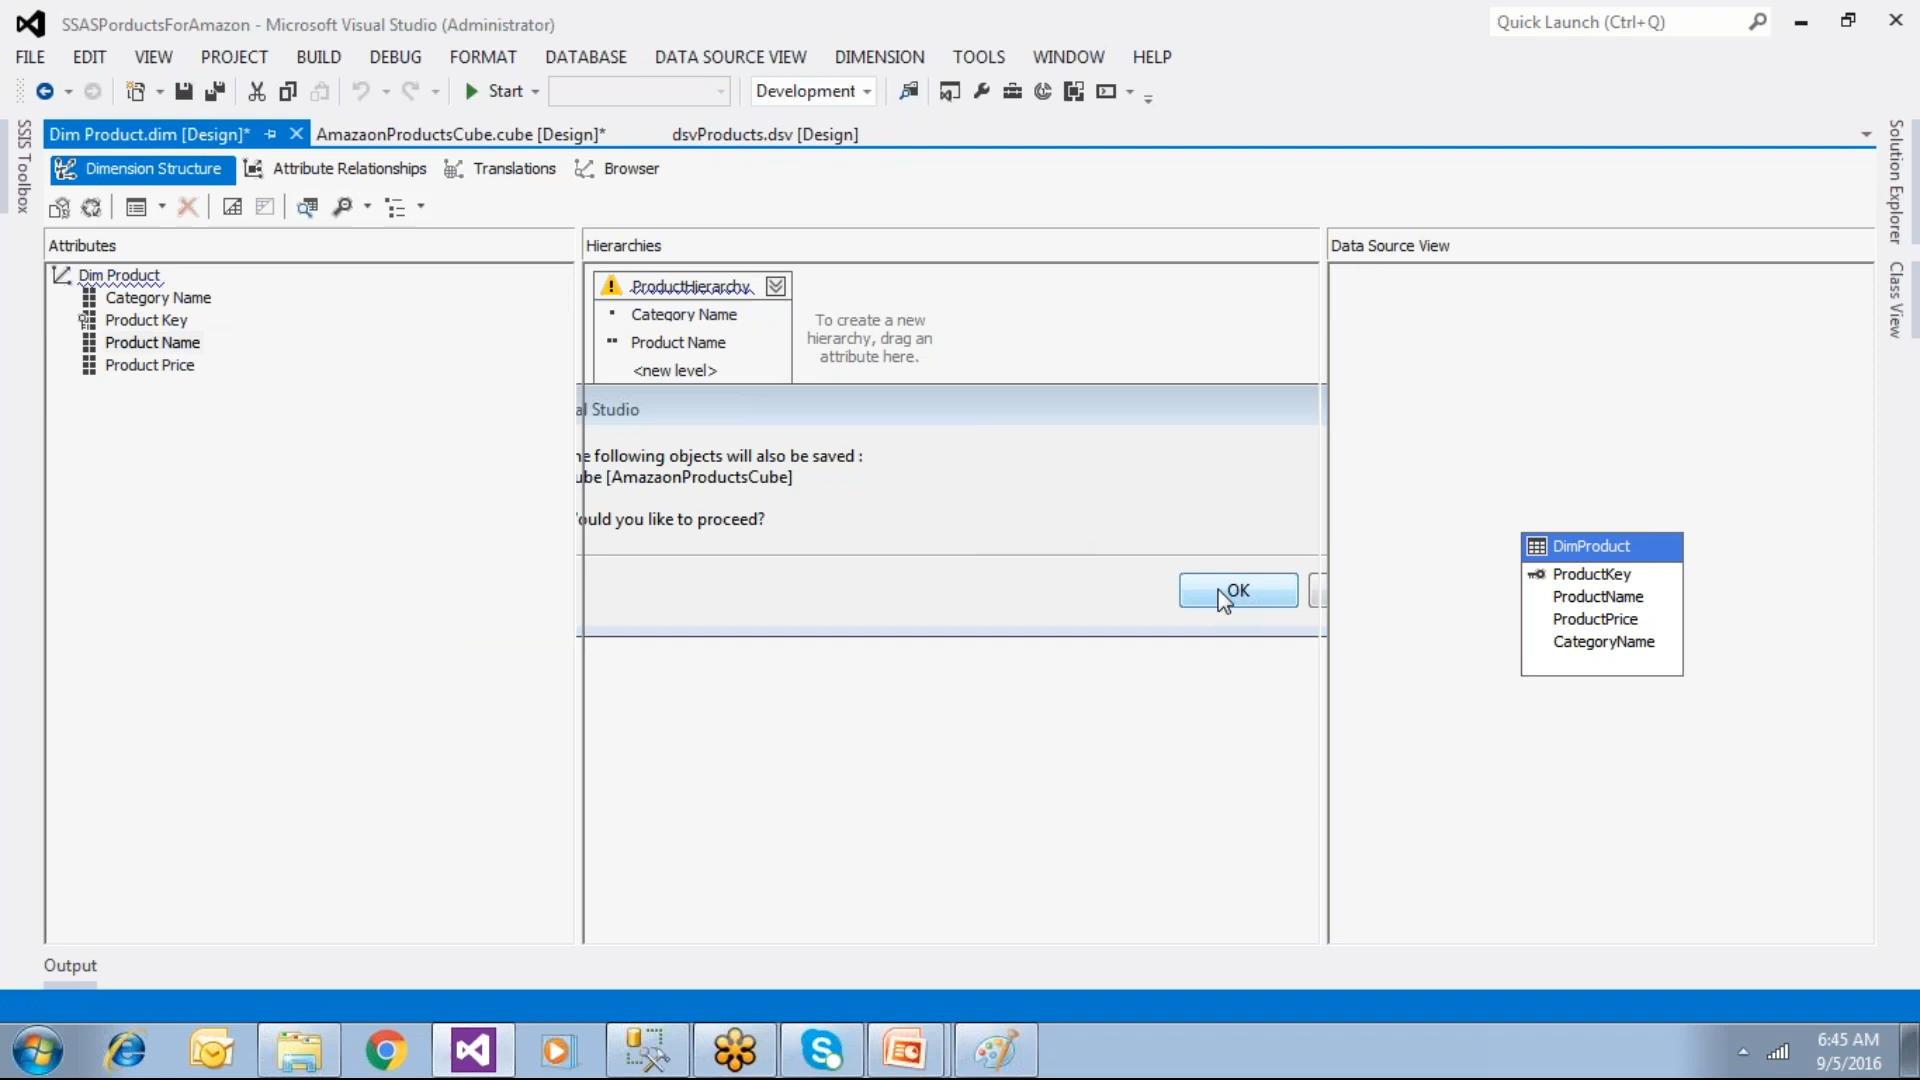 SSASPorductsForAmazon - Microsoft Visual Studio (Administrator)
Quick Launch (Ctrl+Q)
FILE EDIT VIEW PROJECT BUILD DEBUG FORMAT DATABASE DATA SOURCE VIEW DIMENSION TOOLS WINDOW HELP
Start
Development
SSIS Toolbox
Dim Product.dim [Design]* AmazaonProductsCube.cube [Design]* dsvProducts.dsv [Design]
Dimension Structure Attribute Relationships Translations Browser
Attributes
Dim Product
Category Name
Product Key
Product Name
Product Price
Hierarchies
ProductHierarchy
Category Name
Product Name
<new level>
To create a new
hierarchy, drag an
attribute here.
al Studio
he following objects will also be saved :
ube [AmazaonProductsCube]
ould you like to proceed?
OK
Data Source View
DimProduct
ProductKey
ProductName
ProductPrice
CategoryName
Solution Explorer
Class View
Output
6:45 AM
9/5/2016